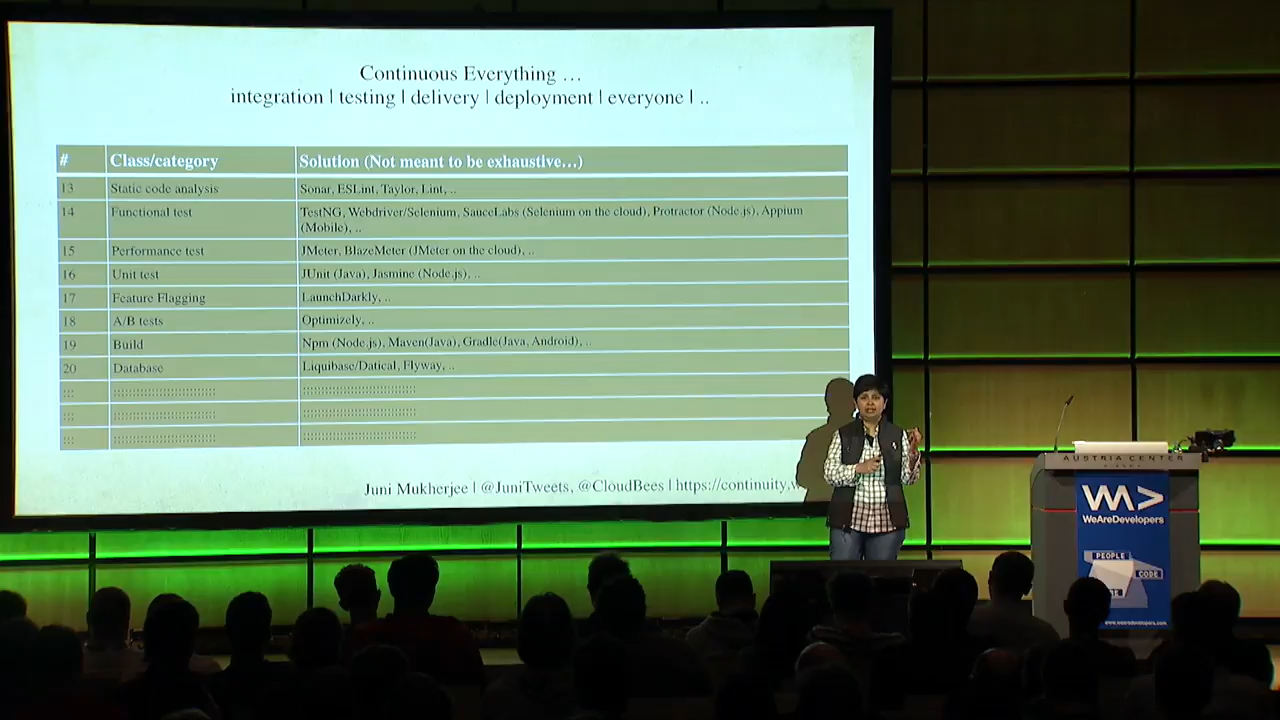 Continuous Everything ...
integration | testing | delivery | deployment | everyone | ..
# Class/category Solution (Not meant to be exhaustive...)
13 Static code analysis Sonar, ESLint, Taylor, Lint, ..
14 Functional test TestNG, Webdriver/Selenium, SauceLabs (Selenium on the cloud), Protractor (Node.js), Appium
(Mobile), ..
15 Performance test JMeter, BlazeMeter (JMeter on the cloud), ..
16 Unit test JUnit (Java), Jasmine (Node.js), ..
17 Feature Flagging LaunchDarkly, ..
18 A/B tests Optimizely, ..
19 Build Npm (Node.js), Maven(Java), Gradle(Java, Android), ..
20 Database Liquibase/Datical, Flyway, ..
::: ::::::::::::::::::::::::::: ::::::::::::::::::::::::::::::
::: ::::::::::::::::::::::::::: ::::::::::::::::::::::::::::::
::: ::::::::::::::::::::::::::: ::::::::::::::::::::::::::::::
Juni Mukherjee | @JuniTweets, @CloudBees | https://continuity.w
AUSTRIA CENTER
WeAreDevelopers
PEOPLE
CODE
www.wearedevelopers.com